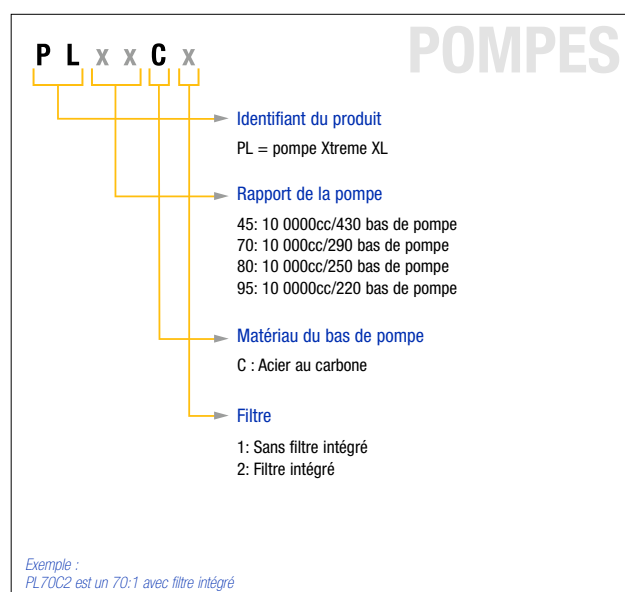 POMPES
P L x x C x
Identifiant du produit
PL = pompe Xtreme XL
Rapport de la pompe
45: 10 0000cc/430 bas de pompe
70: 10 000cc/290 bas de pompe
80: 10 000cc/250 bas de pompe
95: 10 0000cc/220 bas de pompe
Matériau du bas de pompe
C : Acier au carbone
Filtre
1: Sans filtre intégré
2: Filtre intégré
Exemple :
PL70C2 est un 70:1 avec filtre intégré